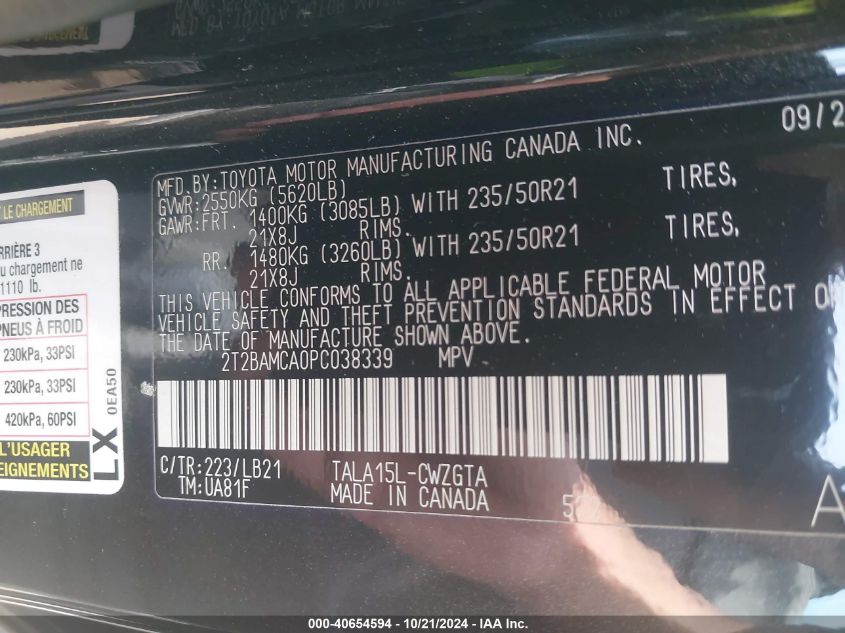 09/2
MFD.BY:TOYOTA MOTOR MANUFACTURING CANADA INC.
GVWR:2550KG (5620LB)
GAWR:FRT. 1400KG (3085LB) WITH 235/50R21 TIRES,
21X8J RIMS.
RR. 1480KG (3260LB) WITH 235/50R21 TIRES,
21X8J RIMS.
THIS VEHICLE CONFORMS TO ALL APPLICABLE FEDERAL MOTOR
VEHICLE SAFETY AND THEFT PREVENTION STANDARDS IN EFFECT ON
THE DATE OF MANUFACTURE SHOWN ABOVE.
2T2BAMCA0PC038339 MPV
C/TR:223/LB21 TALA15L-CWZGTA
TM:UA81F MADE IN CANADA
A
LE CHARGEMENT
RRIÈRE 3
u chargement ne
1110 lb.
PRESSION DES
PNEUS À FROID
230kPa, 33PSI
230kPa, 33PSI
420kPa, 60PSI
L'USAGER
EIGNEMENTS
LX 0EA50
000-40654594 - 10/21/2024 - IAA Inc.